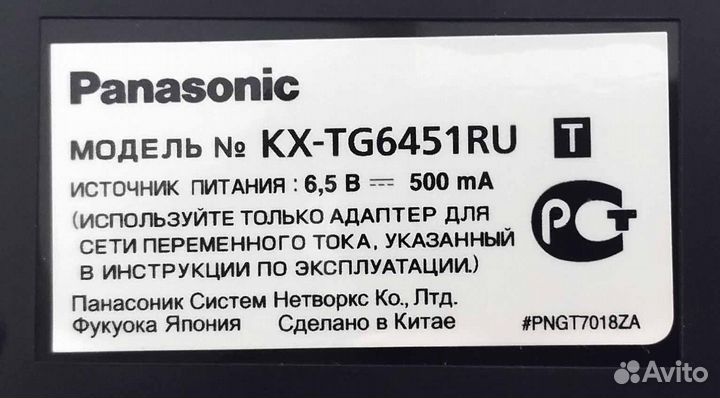 Panasonic
МОДЕЛЬ № KX-TG6451RU T
ИСТОЧНИК ПИТАНИЯ : 6,5 В ⎓ 500 mA
(ИСПОЛЬЗУЙТЕ ТОЛЬКО АДАПТЕР ДЛЯ
СЕТИ ПЕРЕМЕННОГО ТОКА, УКАЗАННЫЙ
В ИНСТРУКЦИИ ПО ЭКСПЛУАТАЦИИ.)
РСТ
Панасоник Систем Нетворкс Ко., Лтд.
Фукуока Япония Сделано в Китае #PNGT7018ZA
Avito